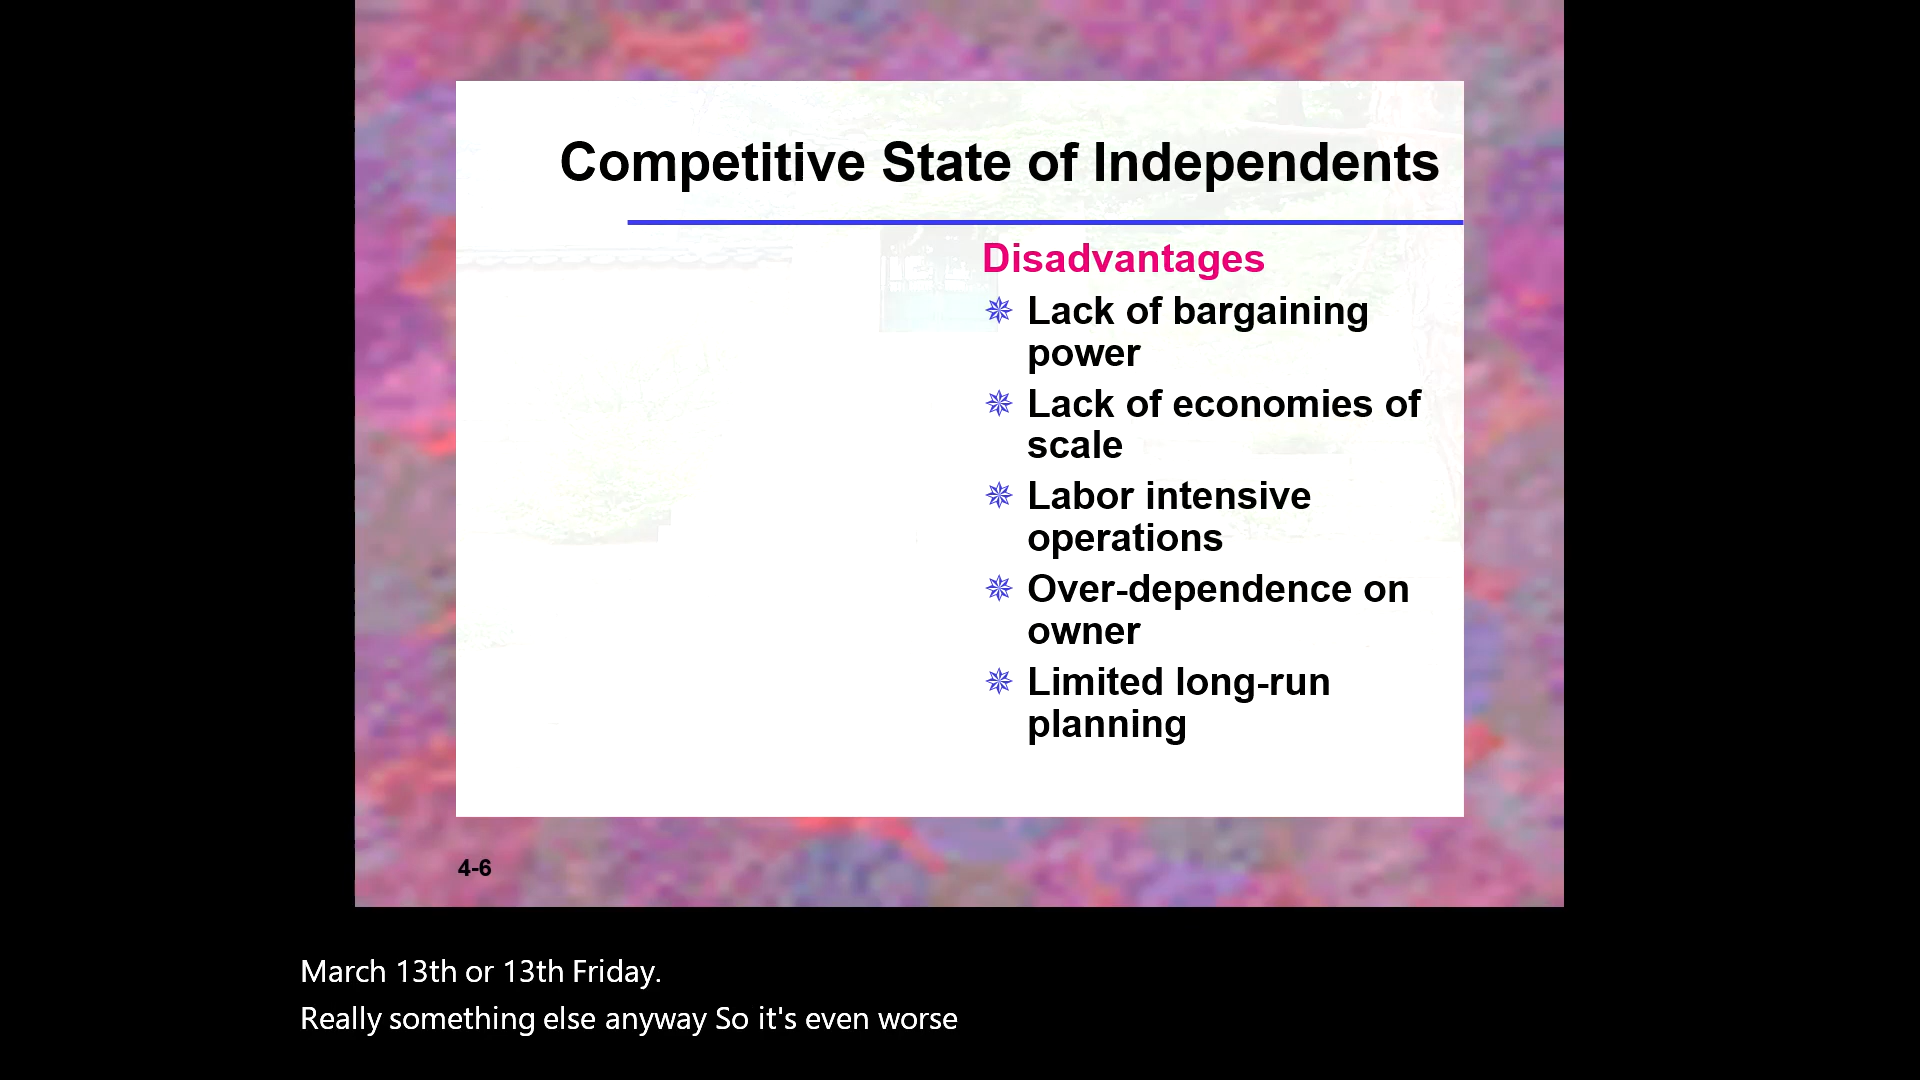 Competitive State of Independents
Disadvantages
Lack of bargaining
power
Lack of economies of
scale
Labor intensive
operations
Over-dependence on
owner
Limited long-run
planning
4-6
March 13th or 13th Friday.
Really something else anyway So it's even worse